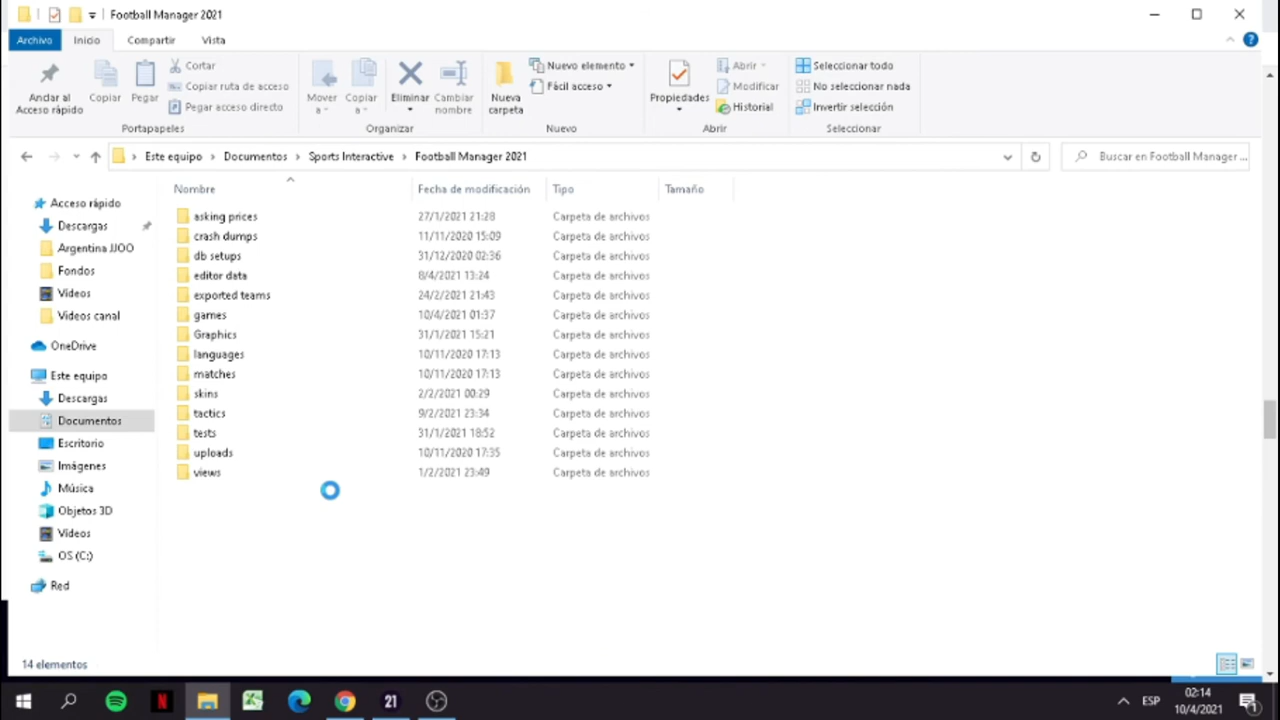 Football Manager 2021
Archivo Inicio Compartir Vista
Anclar al Acceso rápido
Copiar
Pegar
Cortar
Copiar ruta de acceso
Pegar acceso directo
Portapapeles
Mover a
Copiar a
Eliminar
Cambiar nombre
Organizar
Nueva carpeta
Nuevo elemento
Fácil acceso
Nuevo
Propiedades
Abrir
Modificar
Historial
Abrir
Seleccionar todo
No seleccionar nada
Invertir selección
Seleccionar
Este equipo > Documentos > Sports Interactive > Football Manager 2021
Buscar en Football Manager ...
Nombre Fecha de modificación Tipo Tamaño
asking prices 27/1/2021 21:28 Carpeta de archivos
crash dumps 11/11/2020 15:09 Carpeta de archivos
db setups 31/12/2020 02:36 Carpeta de archivos
editor data 8/4/2021 13:24 Carpeta de archivos
exported teams 24/2/2021 21:43 Carpeta de archivos
games 10/4/2021 01:37 Carpeta de archivos
Graphics 31/1/2021 15:21 Carpeta de archivos
languages 10/11/2020 17:13 Carpeta de archivos
matches 10/11/2020 17:13 Carpeta de archivos
skins 2/2/2021 00:29 Carpeta de archivos
tactics 9/2/2021 23:34 Carpeta de archivos
tests 31/1/2021 18:52 Carpeta de archivos
uploads 10/11/2020 17:35 Carpeta de archivos
views 1/2/2021 23:49 Carpeta de archivos
Acceso rápido
Descargas
Argentina JJOO
Fondos
Vídeos
Videos canal
OneDrive
Este equipo
Descargas
Documentos
Escritorio
Imágenes
Música
Objetos 3D
Vídeos
OS (C:)
Red
14 elementos
21
ESP
02:14
10/4/2021
1